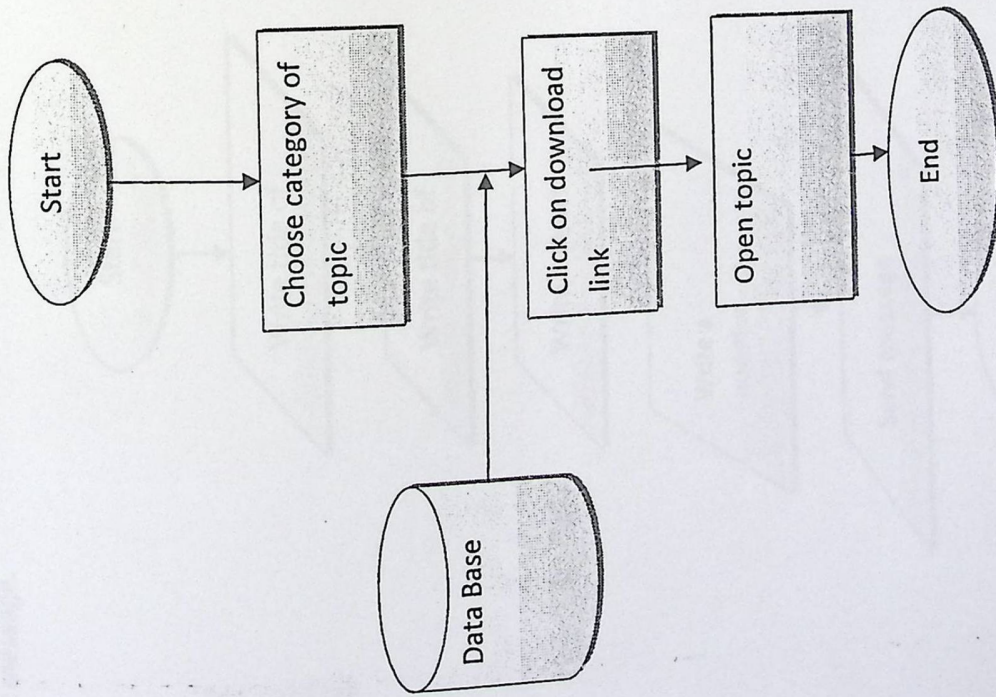 Start
Choose category of
topic
Data Base
Click on download
link
Open topic
End